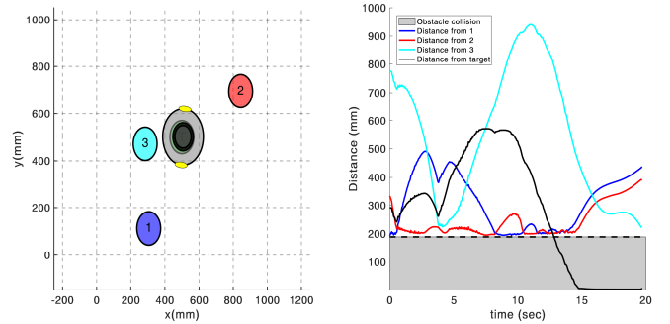 1000
800
600
400
200
0
y(mm)
-200 0 200 400 600 800 1000 1200
x(mm)
2
3
1
1000
900
800
700
600
500
400
300
200
100
Distance (mm)
Obstacle collision
Distance from 1
Distance from 2
Distance from 3
Distance from target
0 5 10 15 20
time (sec)